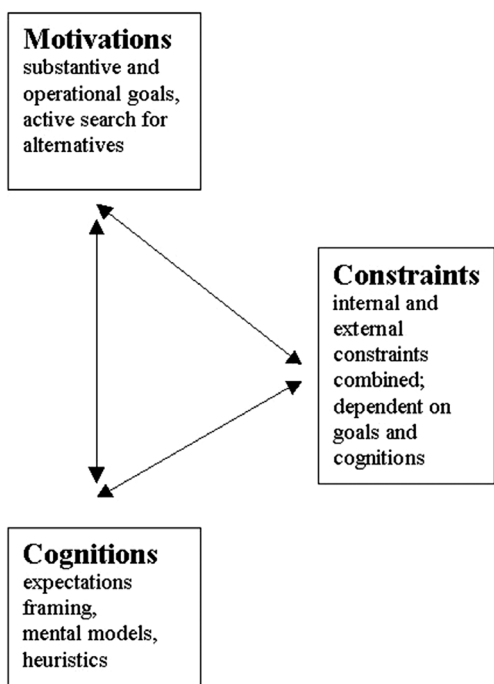 Motivations
substantive and
operational goals,
active search for
alternatives
Constraints
internal and
external
constraints
combined;
dependent on
goals and
cognitions
Cognitions
expectations
framing,
mental models,
heuristics